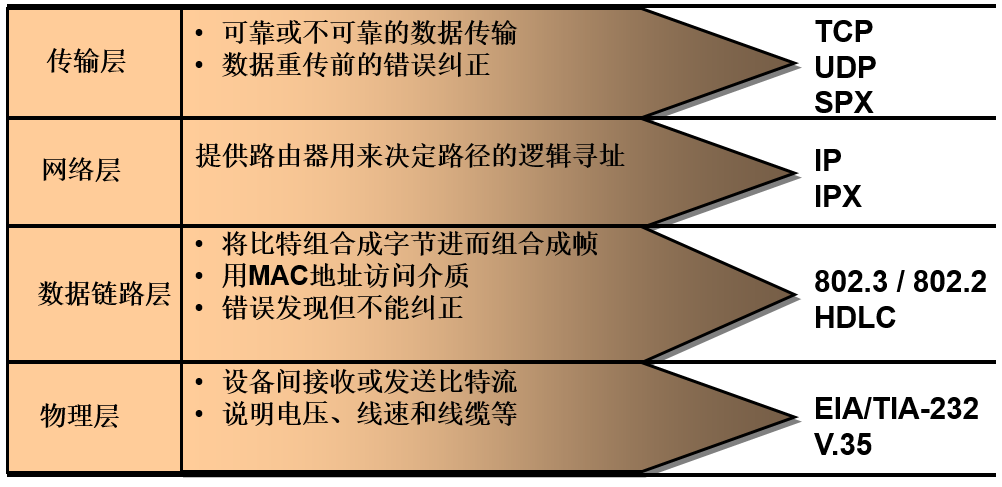 传输层
• 可靠或不可靠的数据传输
• 数据重传前的错误纠正
TCP
UDP
SPX
网络层
提供路由器用来决定路径的逻辑寻址
IP
IPX
数据链路层
• 将比特组合成字节进而组合成帧
• 用MAC地址访问介质
• 错误发现但不能纠正
802.3 / 802.2
HDLC
物理层
• 设备间接收或发送比特流
• 说明电压、线速和线缆等
EIA/TIA-232
V.35